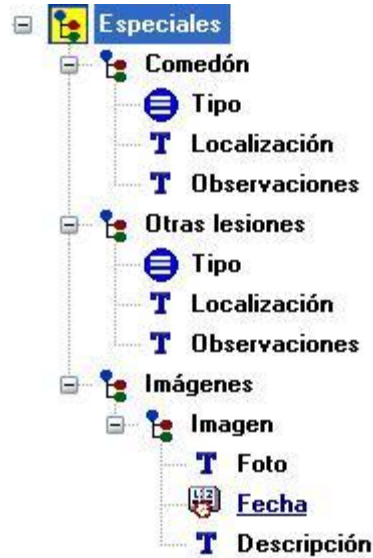 Especiales
Comedón
Tipo
Localización
Observaciones
Otras lesiones
Tipo
Localización
Observaciones
Imágenes
Imagen
Foto
Fecha
Descripción